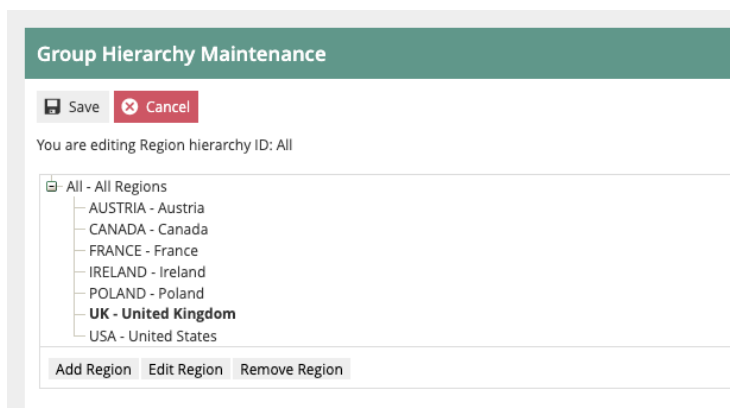 Group Hierarchy Maintenance
Save Cancel
You are editing Region hierarchy ID: All
All - All Regions
AUSTRIA - Austria
CANADA - Canada
FRANCE - France
IRELAND - Ireland
POLAND - Poland
UK - United Kingdom
USA - United States
Add Region Edit Region Remove Region